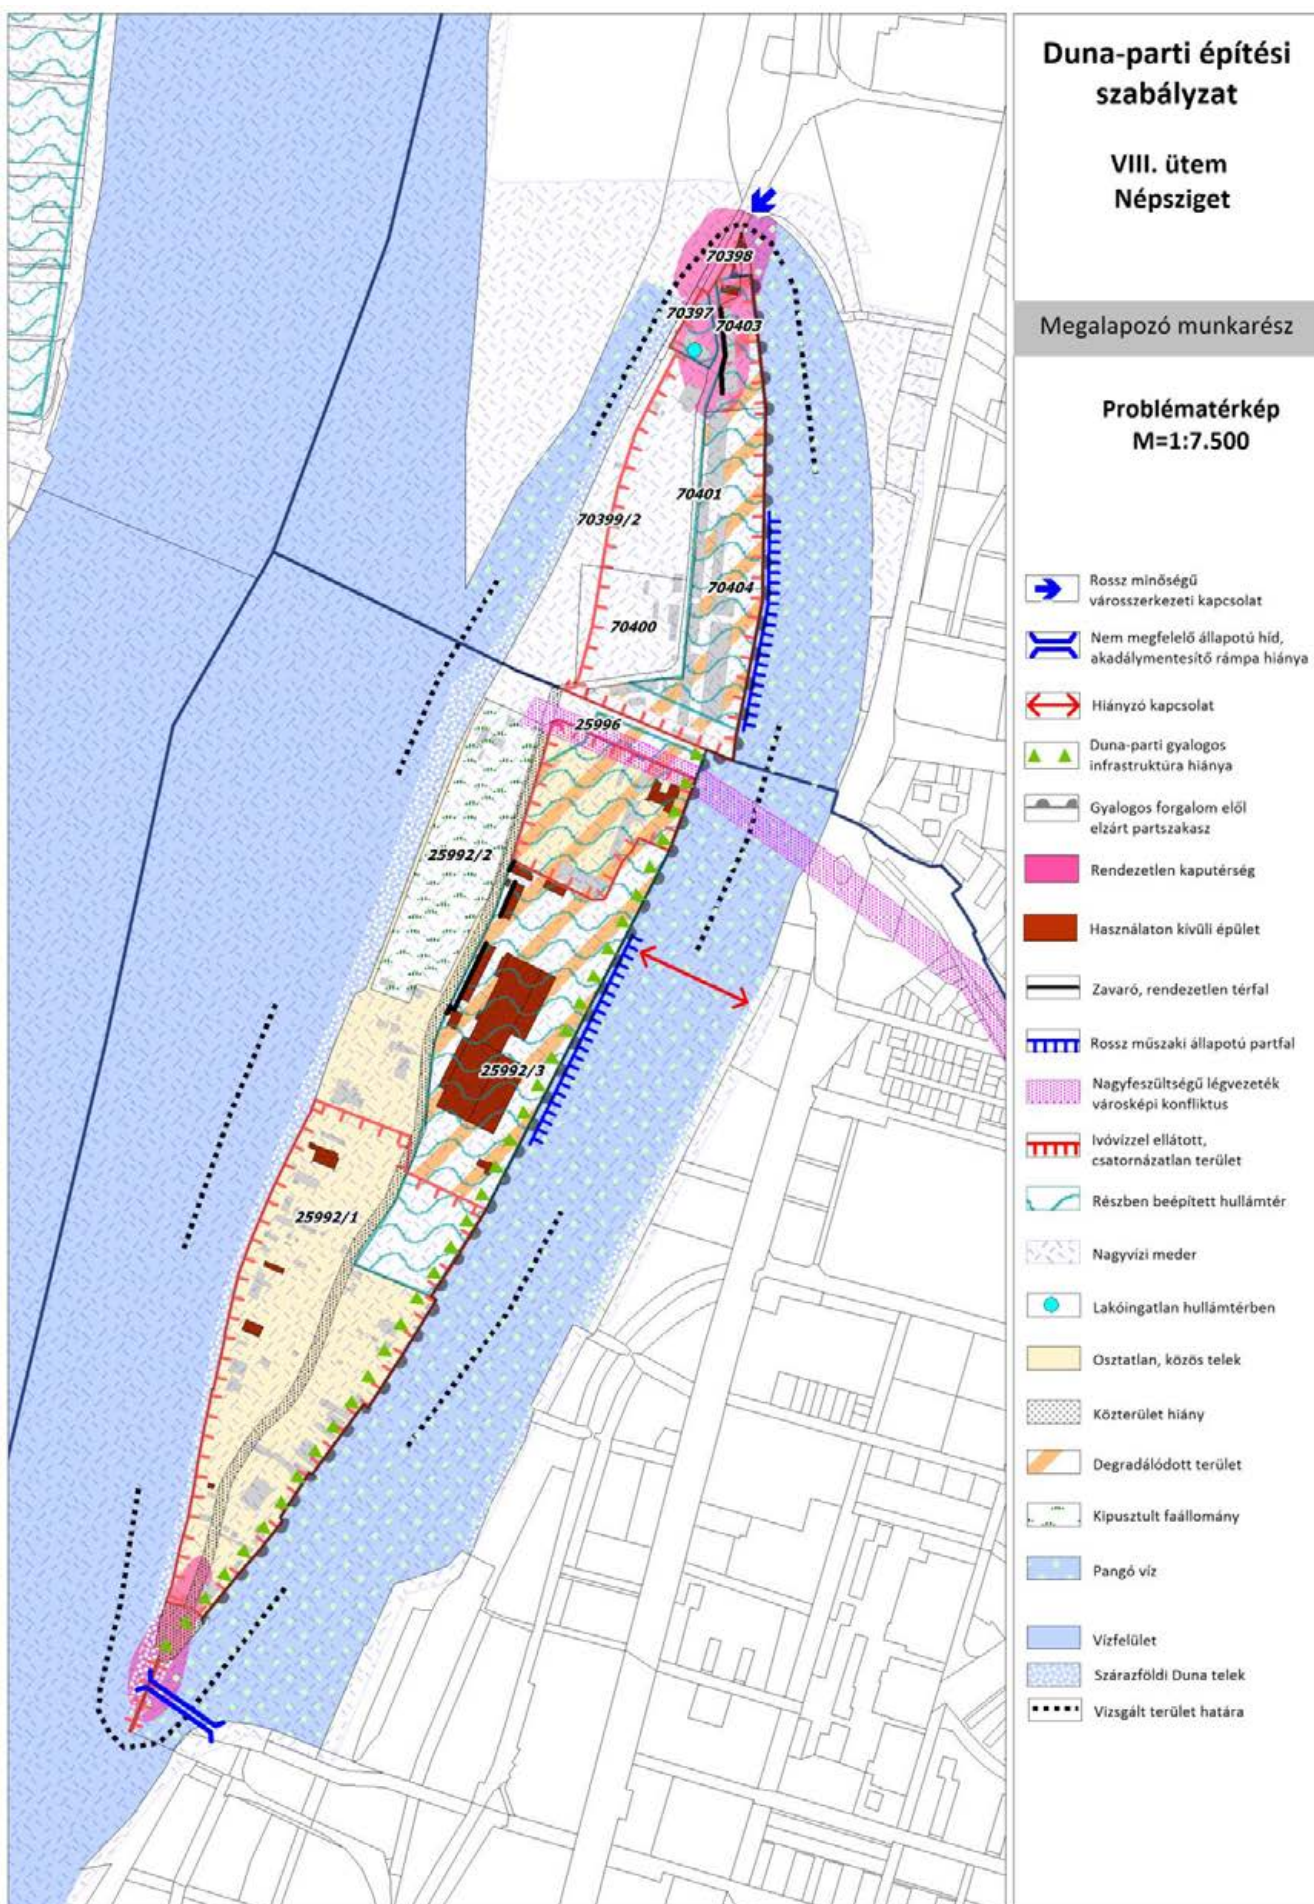 Duna-parti építési
szabályzat
VIII. ütem
Népsziget
Megalapozó munkarész
Problématérkép
M=1:7.500
Rossz minőségű
városszerkezeti kapcsolat
Nem megfelelő állapotú híd,
akadálymentesítő rámpa hiánya
Hiányzó kapcsolat
Duna-parti gyalogos
infrastruktúra hiánya
Gyalogos forgalom elől
elzárt partszakasz
Rendezetlen kaputérség
Használaton kívüli épület
Zavaró, rendezetlen térfal
Rossz műszaki állapotú partfal
Nagyfeszültségű légvezeték
városképi konfliktus
Ivóvízzel ellátott,
csatornázatlan terület
Részben beépített hullámtér
Nagyvízi meder
Lakóingatlan hullámtérben
Osztatlan, közös telek
Közterület hiány
Degradálódott terület
Kipusztult faállomány
Pangó víz
Vízfelület
Szárazföldi Duna telek
Vizsgált terület határa
70398
70397
70403
70401
70399/2
70404
70400
25996
25992/2
25992/3
25992/1